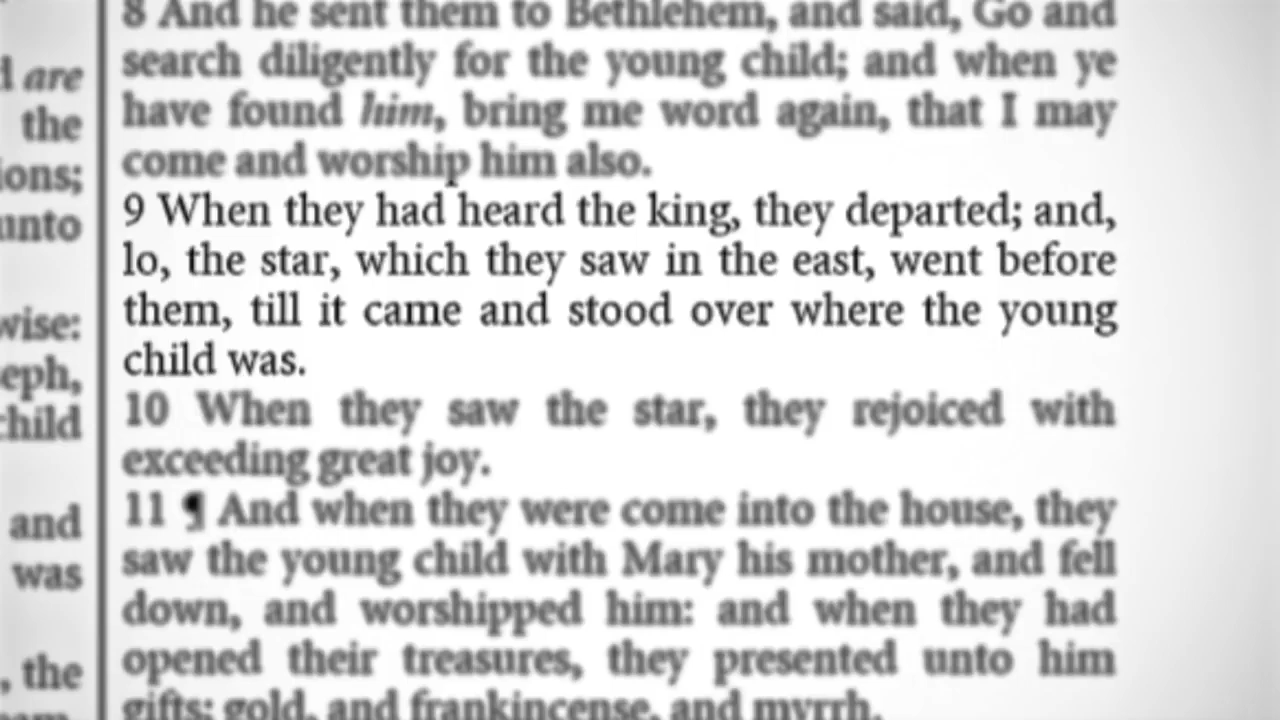 are
the
ions;
unto
wise:
eph,
child
and
was
, the
8 And he sent them to Bethlehem, and said, Go and
search diligently for the young child; and when ye
have found him, bring me word again, that I may
come and worship him also.
9 When they had heard the king, they departed; and,
lo, the star, which they saw in the east, went before
them, till it came and stood over where the young
child was.
10 When they saw the star, they rejoiced with
exceeding great joy.
11 ¶ And when they were come into the house, they
saw the young child with Mary his mother, and fell
down, and worshipped him: and when they had
opened their treasures, they presented unto him
gifts; gold, and frankincense, and myrrh.